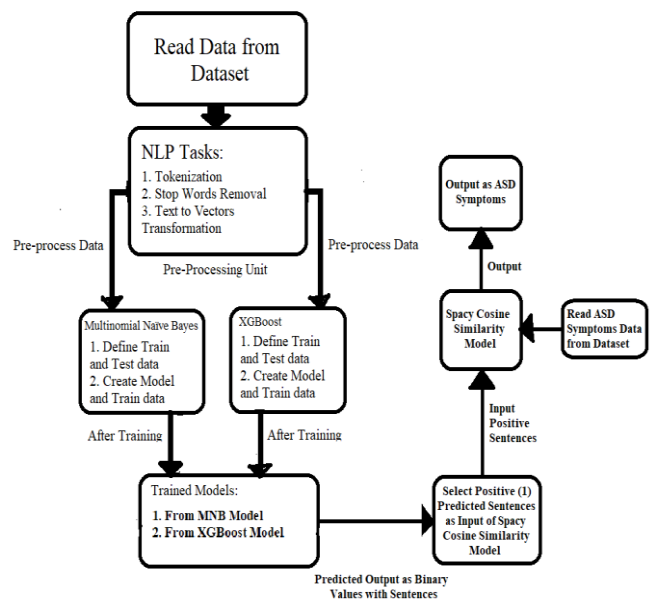 Read Data from
Dataset
NLP Tasks:
1. Tokenization
2. Stop Words Removal
3. Text to Vectors
Transformation
Pre-process Data
Pre-process Data
Pre-Processing Unit
Multinomial Naïve Bayes
1. Define Train
and Test data
2. Create Model
and Train data
XGBoost
1. Define Train
and Test data
2. Create Model
and Train data
After Training
After Training
Trained Models:
1. From MNB Model
2. From XGBoost Model
Predicted Output as Binary
Values with Sentences
Select Positive (1)
Predicted Sentences
as Input of Spacy
Cosine Similarity
Model
Input
Positive
Sentences
Spacy Cosine
Similarity
Model
Read ASD
Symptoms Data
from Dataset
Output
Output as ASD
Symptoms